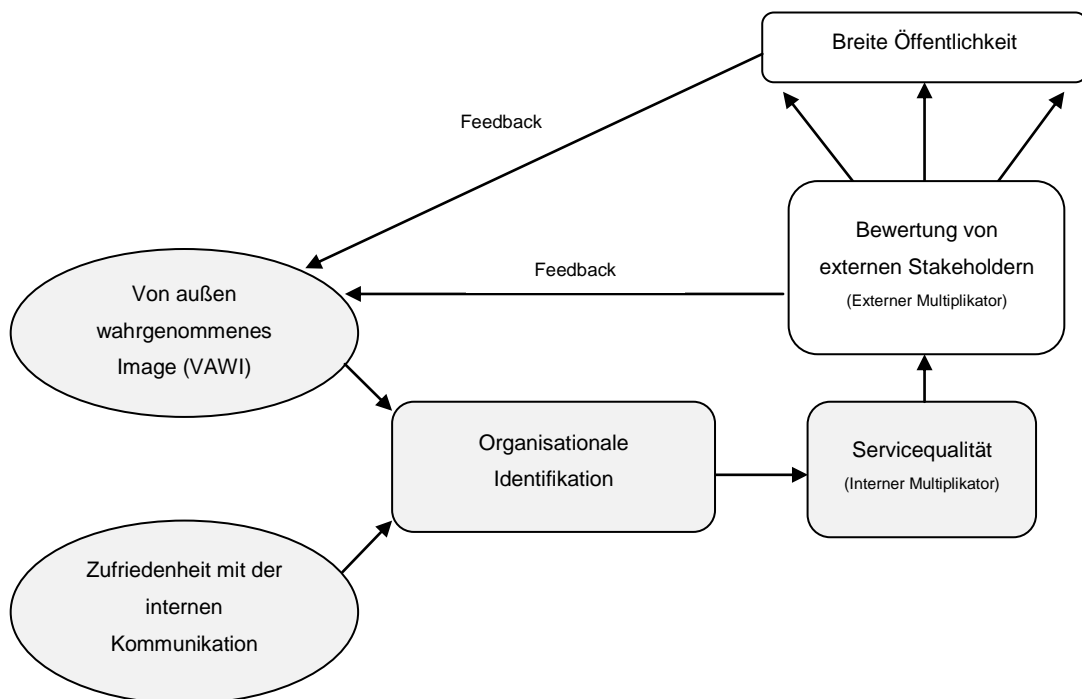 Breite Öffentlichkeit
Feedback
Bewertung von
externen Stakeholdern
(Externer Multiplikator)
Feedback
Von außen
wahrgenommenes
Image (VAWI)
Organisationale
Identifikation
Servicequalität
(Interner Multiplikator)
Zufriedenheit mit der
internen
Kommunikation